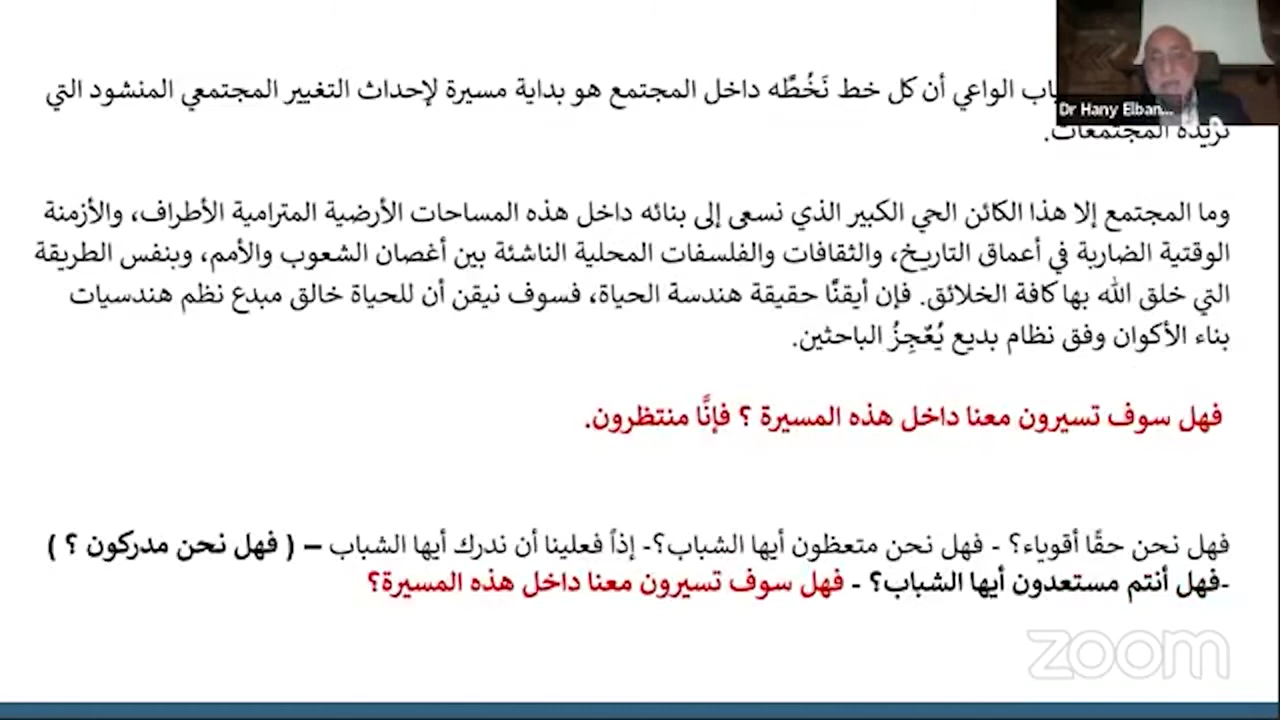 الواعي أن كل خط نَخُطَّه داخل المجتمع هو بداية مسيرة لإحداث التغيير المجتمعي المنشود التي
Dr Hany Elban...
تريده المجتمعات.
وما المجتمع إلا هذا الكائن الحي الكبير الذي نسعى إلى بنائه داخل هذه المساحات الأرضية المترامية الأطراف، والأزمنة
الوقتية الضاربة في أعماق التاريخ، والثقافات والفلسفات المحلية الناشئة بين أغصان الشعوب والأمم، وبنفس الطريقة
التي خلق الله بها كافة الخلائق. فإن أيقنَّا حقيقة هندسة الحياة، فسوف نيقن أن للحياة خالق مبدع نظم هندسيات
بناء الأكوان وفق نظام بديع يُعْجِزُ الباحثين.
فهل سوف تسيرون معنا داخل هذه المسيرة ؟ فإنَّا منتظرون.
فهل نحن حقًا أقوياء؟ - فهل نحن متعظون أيها الشباب؟- إذاً فعلينا أن ندرك أيها الشباب – ( فهل نحن مدركون ؟ )
-فهل أنتم مستعدون أيها الشباب؟ - فهل سوف تسيرون معنا داخل هذه المسيرة؟
zoom